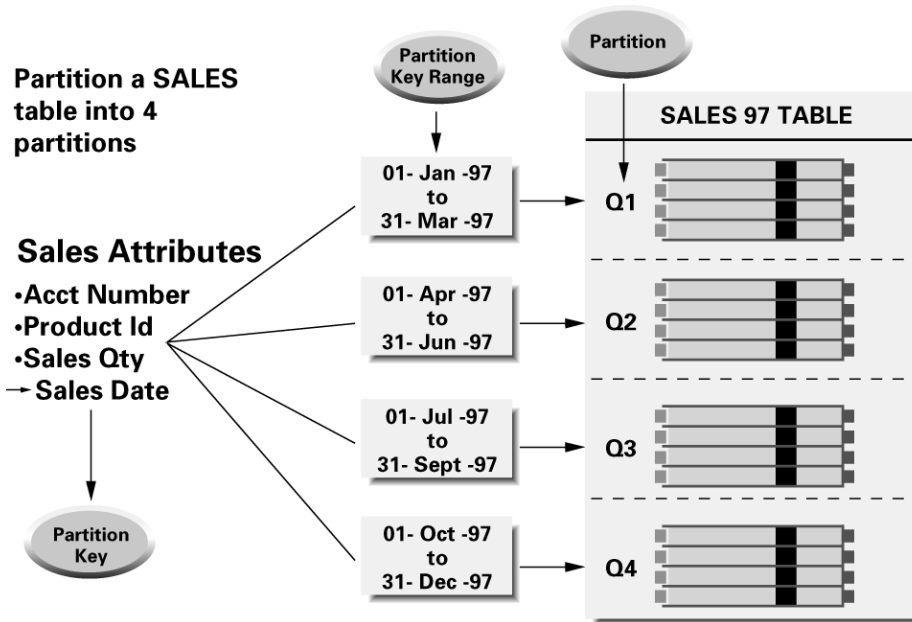 Partition a SALES
table into 4
partitions
Partition
Key Range
Partition
SALES 97 TABLE
Sales Attributes
•Acct Number
•Product Id
•Sales Qty
Sales Date
Partition
Key
01- Jan -97
to
31- Mar -97
Q1
01- Apr -97
to
31- Jun -97
Q2
01- Jul -97
to
31- Sept -97
Q3
01- Oct -97
to
31- Dec -97
Q4